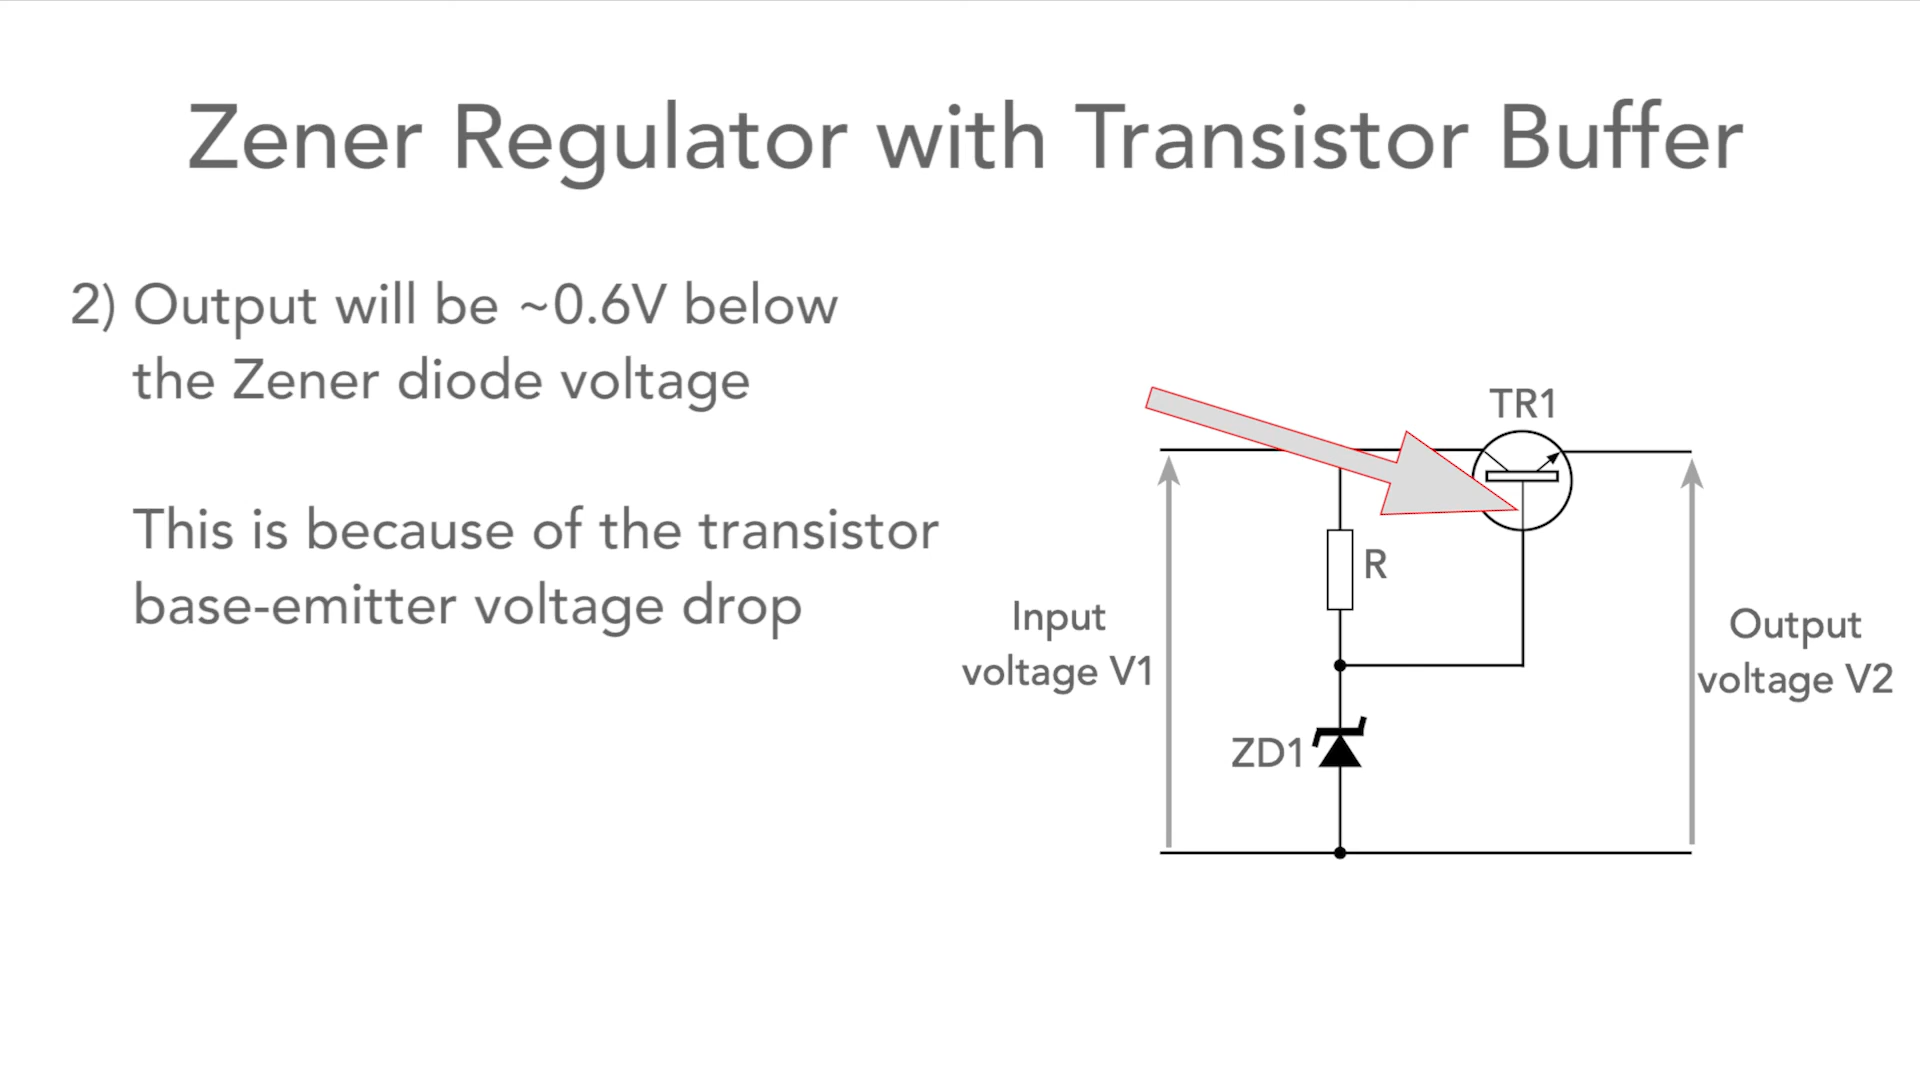 Zener Regulator with Transistor Buffer
2) Output will be ~0.6V below
the Zener diode voltage
This is because of the transistor
base-emitter voltage drop
TR1
R
Input
voltage V1
Output
voltage V2
ZD1